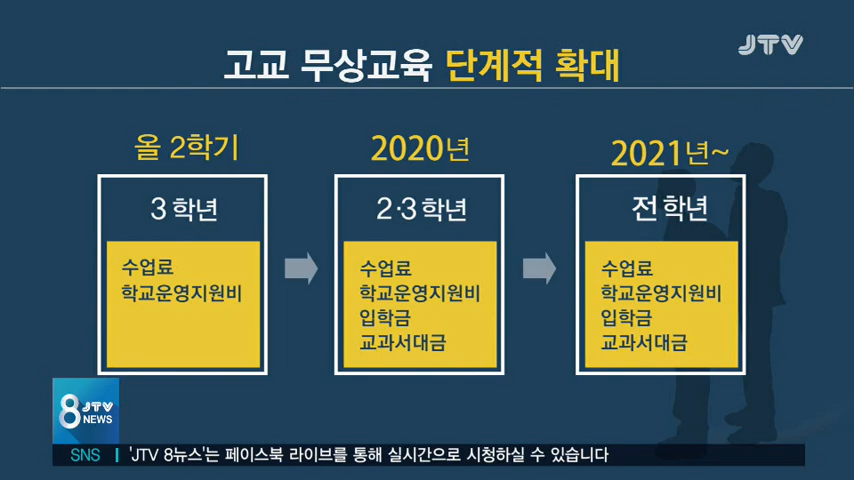 JTV
고교 무상교육 단계적 확대
올 2학기
3학년
수업료
학교운영지원비
2020년
2·3학년
수업료
학교운영지원비
입학금
교과서대금
2021년~
전학년
수업료
학교운영지원비
입학금
교과서대금
8 JTV
NEWS
SNS | 'JTV 8뉴스'는 페이스북 라이브를 통해 실시간으로 시청하실 수 있습니다